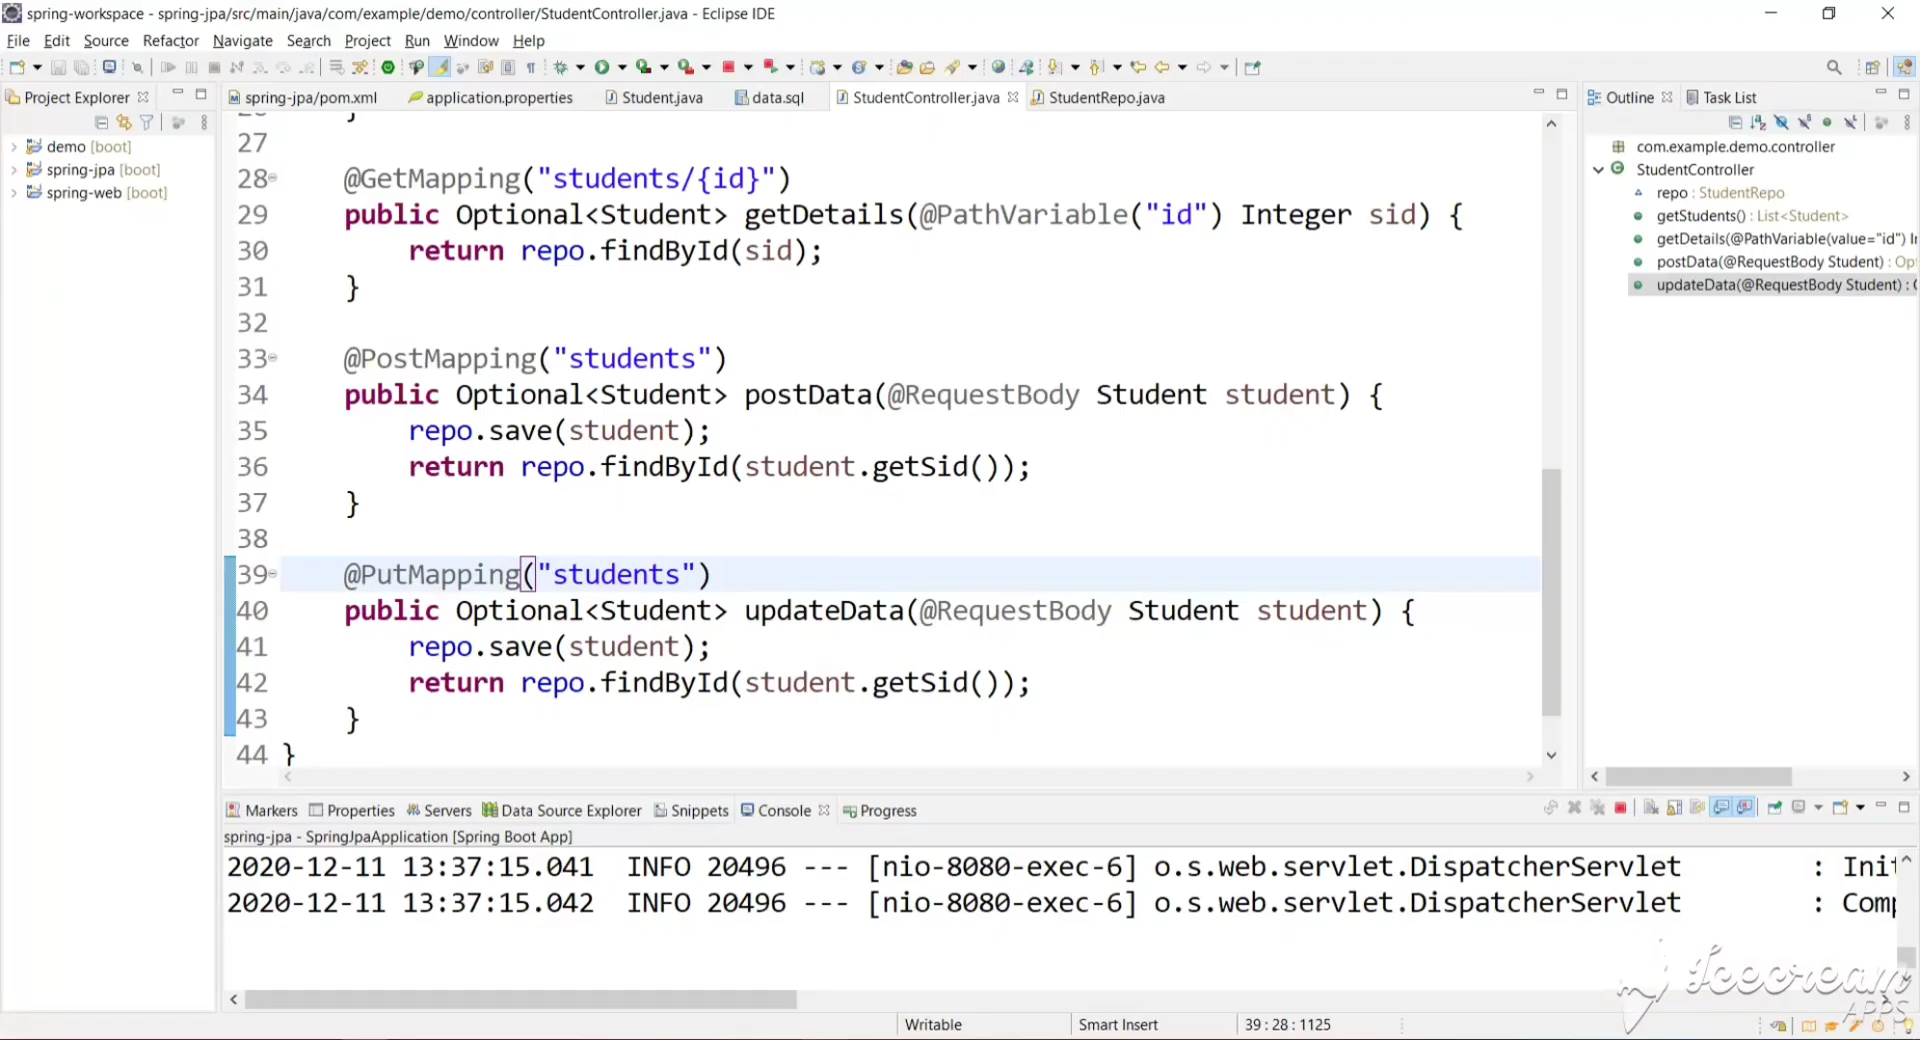 spring-workspace - spring-jpa/src/main/java/com/example/demo/controller/StudentController.java - Eclipse IDE
File Edit Source Refactor Navigate Search Project Run Window Help
Project Explorer
demo [boot]
spring-jpa [boot]
spring-web [boot]
spring-jpa/pom.xml application.properties Student.java data.sql StudentController.java StudentRepo.java
27
28 @GetMapping("students/{id}")
29 public Optional<Student> getDetails(@PathVariable("id") Integer sid) {
30 return repo.findById(sid);
31 }
32
33 @PostMapping("students")
34 public Optional<Student> postData(@RequestBody Student student) {
35 repo.save(student);
36 return repo.findById(student.getSid());
37 }
38
39 @PutMapping("students")
40 public Optional<Student> updateData(@RequestBody Student student) {
41 repo.save(student);
42 return repo.findById(student.getSid());
43 }
44 }
Outline Task List
com.example.demo.controller
StudentController
repo : StudentRepo
getStudents() : List<Student>
getDetails(@PathVariable(value="id") I
postData(@RequestBody Student) : Op
updateData(@RequestBody Student) :
Markers Properties Servers Data Source Explorer Snippets Console Progress
spring-jpa - SpringJpaApplication [Spring Boot App]
2020-12-11 13:37:15.041 INFO 20496 --- [nio-8080-exec-6] o.s.web.servlet.DispatcherServlet : Init
2020-12-11 13:37:15.042 INFO 20496 --- [nio-8080-exec-6] o.s.web.servlet.DispatcherServlet : Comp
Writable Smart Insert 39 : 28 : 1125
Icecream
APPS